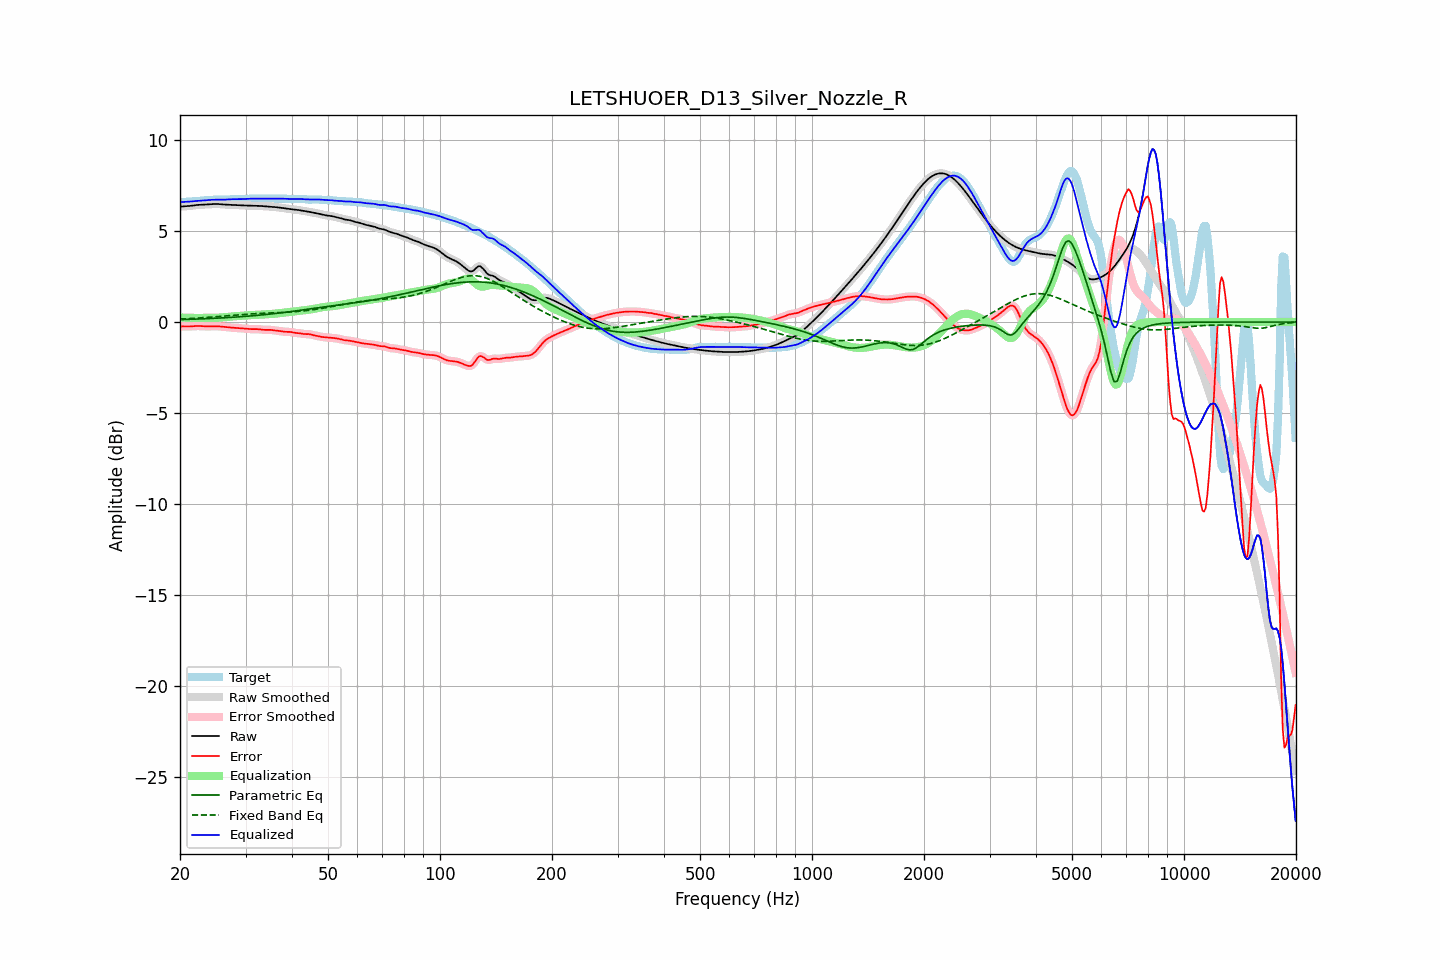 LETSHUOER_D13_Silver_Nozzle_R
Amplitude (dBr)
10
5
0
−5
−10
−15
−20
−25
Target
Raw Smoothed
Error Smoothed
Raw
Error
Equalization
Parametric Eq
Fixed Band Eq
Equalized
20 50 100 200 500 1000 2000 5000 10000 20000
Frequency (Hz)